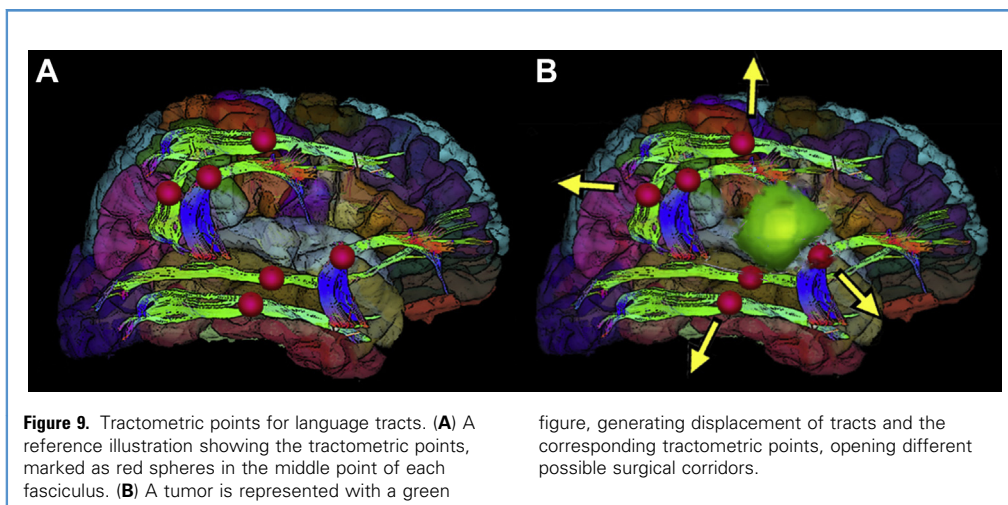 A
B
Figure 9. Tractometric points for language tracts. (A) A
reference illustration showing the tractometric points,
marked as red spheres in the middle point of each
fasciculus. (B) A tumor is represented with a green
figure, generating displacement of tracts and the
corresponding tractometric points, opening different
possible surgical corridors.